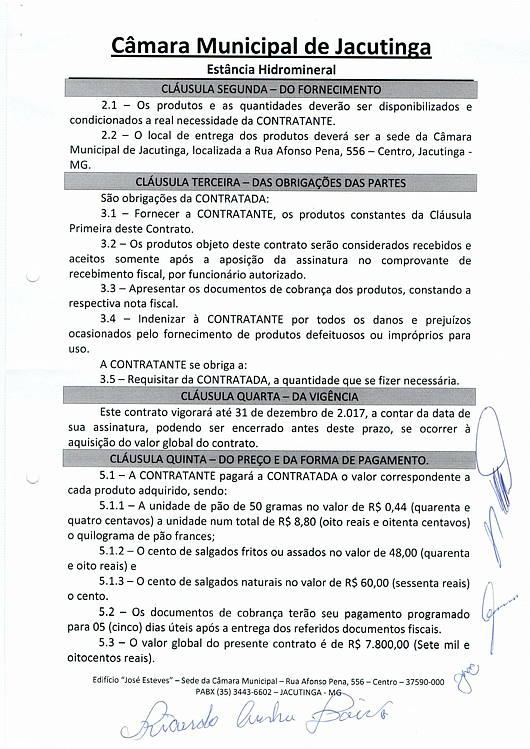 Câmara Municipal de Jacutinga
Estância Hidromineral
CLÁUSULA SEGUNDA – DO FORNECIMENTO
2.1 – Os produtos e as quantidades deverão ser disponibilizados e
condicionados a real necessidade da CONTRATANTE.
2.2 – O local de entrega dos produtos deverá ser a sede da Câmara
Municipal de Jacutinga, localizada a Rua Afonso Pena, 556 – Centro, Jacutinga -
MG.
CLÁUSULA TERCEIRA – DAS OBRIGAÇÕES DAS PARTES
São obrigações da CONTRATADA:
3.1 – Fornecer a CONTRATANTE, os produtos constantes da Cláusula
Primeira deste Contrato.
3.2 – Os produtos objeto deste contrato serão considerados recebidos e
aceitos somente após a aposição da assinatura no comprovante de
recebimento fiscal, por funcionário autorizado.
3.3 – Apresentar os documentos de cobrança dos produtos, constando a
respectiva nota fiscal.
3.4 – Indenizar à CONTRATANTE por todos os danos e prejuízos
ocasionados pelo fornecimento de produtos defeituosos ou impróprios para
uso.
A CONTRATANTE se obriga a:
3.5 – Requisitar da CONTRATADA, a quantidade que se fizer necessária.
CLÁUSULA QUARTA – DA VIGÊNCIA
Este contrato vigorará até 31 de dezembro de 2.017, a contar da data de
sua assinatura, podendo ser encerrado antes deste prazo, se ocorrer à
aquisição do valor global do contrato.
CLÁUSULA QUINTA – DO PREÇO E DA FORMA DE PAGAMENTO.
5.1 – A CONTRATANTE pagará a CONTRATADA o valor correspondente a
cada produto adquirido, sendo:
5.1.1 – A unidade de pão de 50 gramas no valor de R$ 0,44 (quarenta e
quatro centavos) a unidade num total de R$ 8,80 (oito reais e oitenta centavos)
o quilograma de pão frances;
5.1.2 – O cento de salgados fritos ou assados no valor de 48,00 (quarenta
e oito reais) e
5.1.3 – O cento de salgados naturais no valor de R$ 60,00 (sessenta reais)
o cento.
5.2 – Os documentos de cobrança terão seu pagamento programado
para 05 (cinco) dias úteis após a entrega dos referidos documentos fiscais.
5.3 – O valor global do presente contrato é de R$ 7.800,00 (Sete mil e
oitocentos reais).
Edifício "José Esteves" – Sede da Câmara Municipal – Rua Afonso Pena, 556 – Centro – 37590-000
PABX (35) 3443-6602 – JACUTINGA - MG
Ricardo Cunha